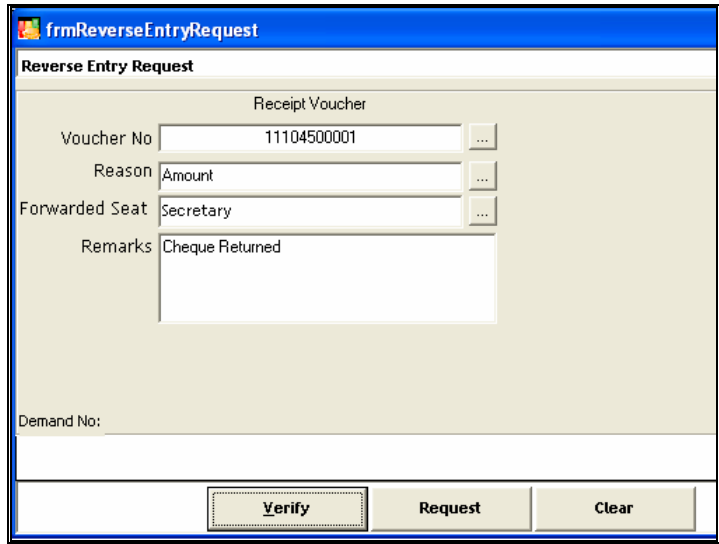 frmReverseEntryRequest
Reverse Entry Request
Receipt Voucher
Voucher No 11104500001 ...
Reason Amount ...
Forwarded Seat Secretary ...
Remarks Cheque Returned
Demand No:
Verify Request Clear